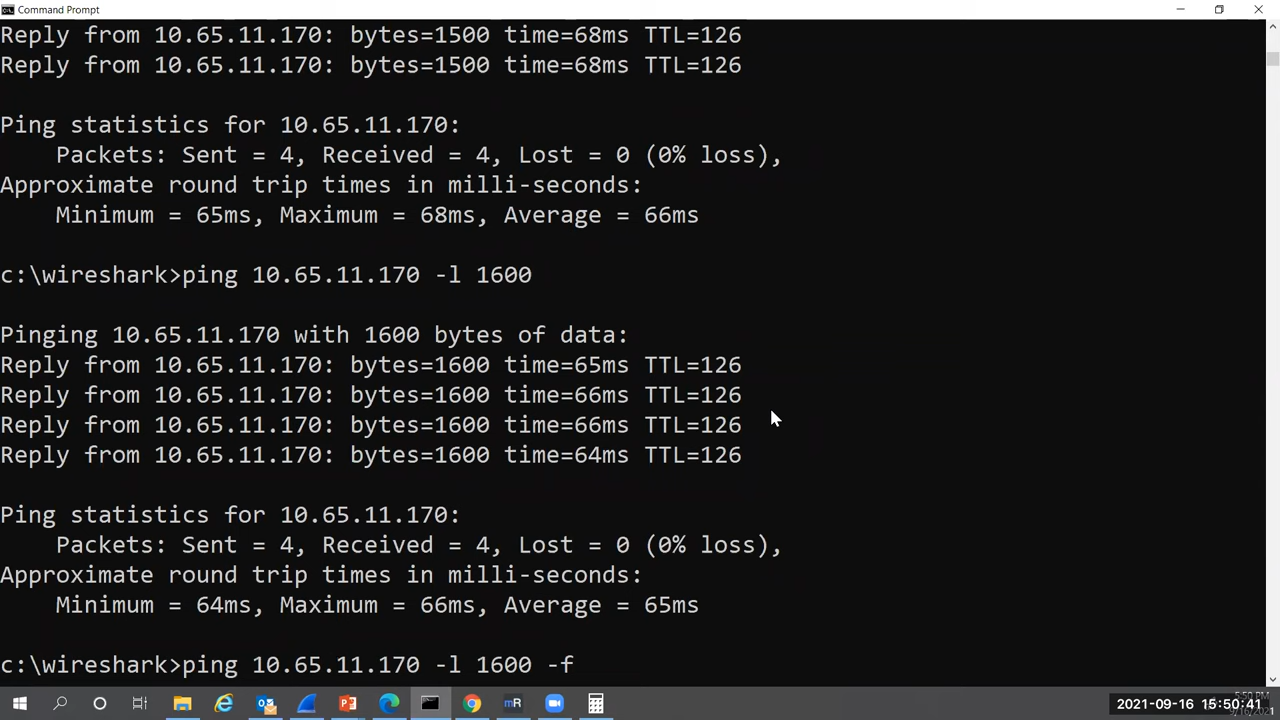 Command Prompt
Reply from 10.65.11.170: bytes=1500 time=68ms TTL=126
Reply from 10.65.11.170: bytes=1500 time=68ms TTL=126
Ping statistics for 10.65.11.170:
Packets: Sent = 4, Received = 4, Lost = 0 (0% loss),
Approximate round trip times in milli-seconds:
Minimum = 65ms, Maximum = 68ms, Average = 66ms
c:\wireshark>ping 10.65.11.170 -l 1600
Pinging 10.65.11.170 with 1600 bytes of data:
Reply from 10.65.11.170: bytes=1600 time=65ms TTL=126
Reply from 10.65.11.170: bytes=1600 time=66ms TTL=126
Reply from 10.65.11.170: bytes=1600 time=66ms TTL=126
Reply from 10.65.11.170: bytes=1600 time=64ms TTL=126
Ping statistics for 10.65.11.170:
Packets: Sent = 4, Received = 4, Lost = 0 (0% loss),
Approximate round trip times in milli-seconds:
Minimum = 64ms, Maximum = 66ms, Average = 65ms
c:\wireshark>ping 10.65.11.170 -l 1600 -f
mR
2021-09-16 15:50:41